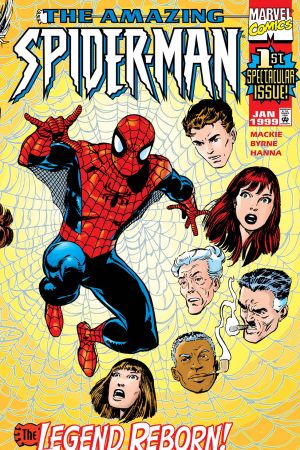 THE AMAZING
SPIDER-MAN
MARVEL
COMICS
1ST
SPECTACULAR
ISSUE!
JAN
1999
MACKIE
BYRNE
HANNA
THE LEGEND REBORN!